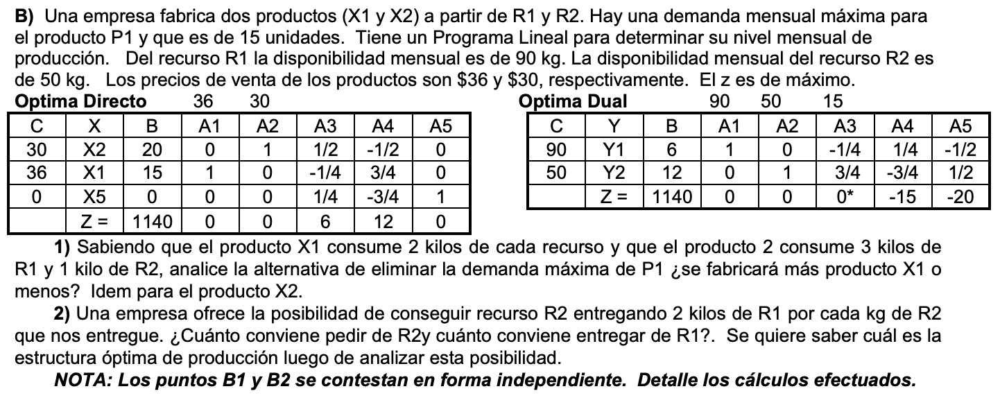 B) Una empresa fabrica dos productos (X1 y X2) a partir de R1 y R2. Hay una demanda mensual máxima para
el producto P1 y que es de 15 unidades. Tiene un Programa Lineal para determinar su nivel mensual de
producción. Del recurso R1 la disponibilidad mensual es de 90 kg. La disponibilidad mensual del recurso R2 es
de 50 kg. Los precios de venta de los productos son $36 y $30, respectivamente. El z es de máximo.
Optima Directo 36 30
C X B A1 A2 A3 A4 A5
30 X2 20 0 1 1/2 -1/2 0
36 X1 15 1 0 -1/4 3/4 0
0 X5 0 0 0 1/4 -3/4 1
Z = 1140 0 0 6 12 0
Optima Dual 90 50 15
C Y B A1 A2 A3 A4 A5
90 Y1 6 1 0 -1/4 1/4 -1/2
50 Y2 12 0 1 3/4 -3/4 1/2
Z = 1140 0 0 0* -15 -20
1) Sabiendo que el producto X1 consume 2 kilos de cada recurso y que el producto 2 consume 3 kilos de
R1 y 1 kilo de R2, analice la alternativa de eliminar la demanda máxima de P1 ¿se fabricará más producto X1 o
menos? Idem para el producto X2.
2) Una empresa ofrece la posibilidad de conseguir recurso R2 entregando 2 kilos de R1 por cada kg de R2
que nos entregue. ¿Cuánto conviene pedir de R2y cuánto conviene entregar de R1?. Se quiere saber cuál es la
estructura óptima de producción luego de analizar esta posibilidad.
NOTA: Los puntos B1 y B2 se contestan en forma independiente. Detalle los cálculos efectuados.